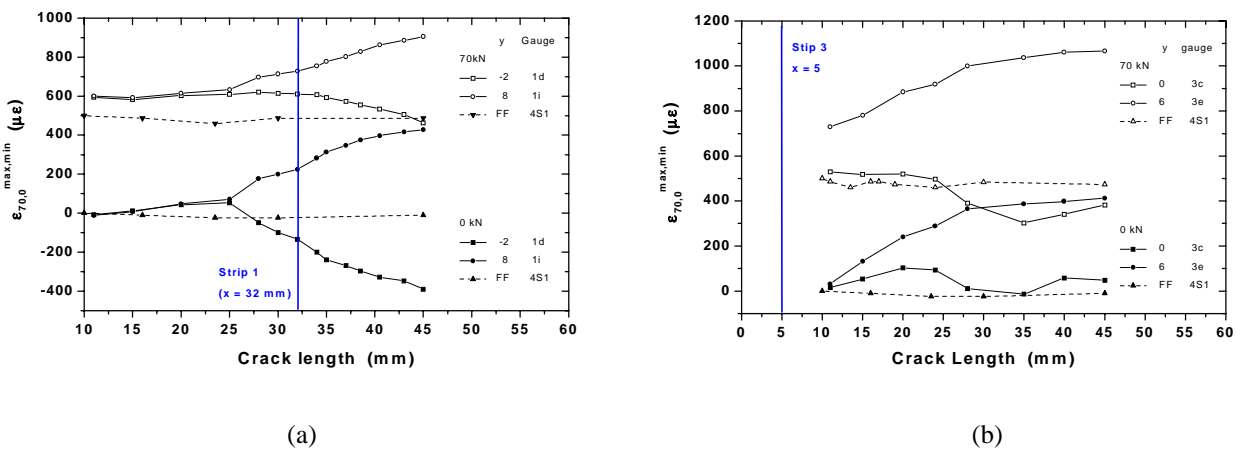 1000
800
600
400
200
0
-200
-400
10 15 20 25 30 35 40 45 50 55 60
ε70,0 max,min (με)
Crack length (mm)
Strip 1
(x = 32 mm)
y Gauge
70kN
-2 1d
8 1i
FF 4S1
0 kN
-2 1d
8 1i
FF 4S1
(a)
1200
1000
800
600
400
200
0
0 5 10 15 20 25 30 35 40 45 50 55 60
ε70,0 max,min (με)
Crack Length (mm)
Stip 3
x = 5
y gauge
70 kN
0 3c
6 3e
FF 4S1
0 kN
0 3c
6 3e
FF 4S1
(b)